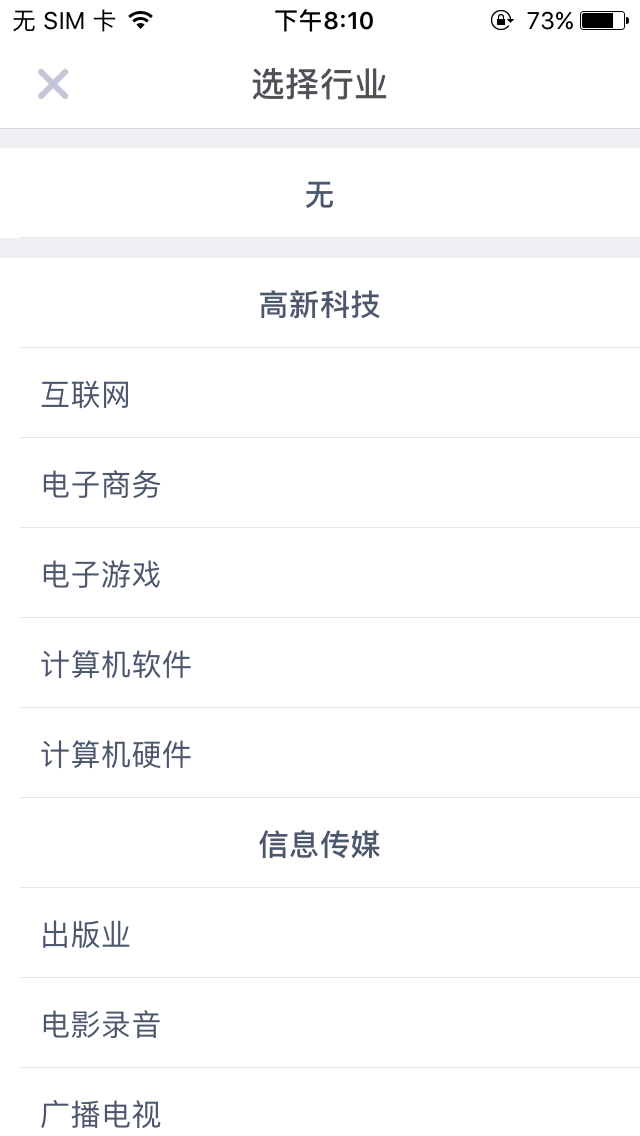 无 SIM 卡 下午8:10 73%
选择行业
无
高新科技
互联网
电子商务
电子游戏
计算机软件
计算机硬件
信息传媒
出版业
电影录音
广播电视